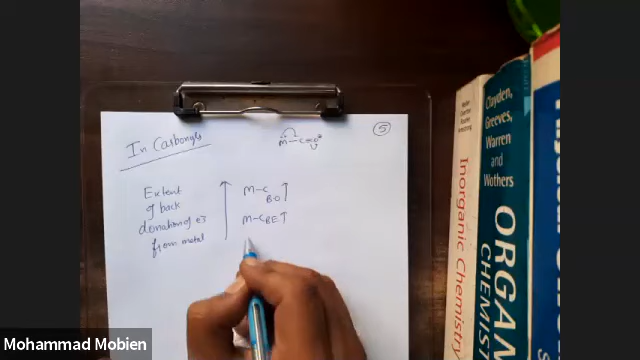 In Carbonyls
5
M-C≡O
Extent
of back
donation of e⊖
from metal
M-C
B.O ↑
M-C B.E ↑
Clayden,
Greeves,
Warren
and
Wothers
ORGANIC
CHEMISTRY
Inorganic Chemistry
Mohammad Mobien